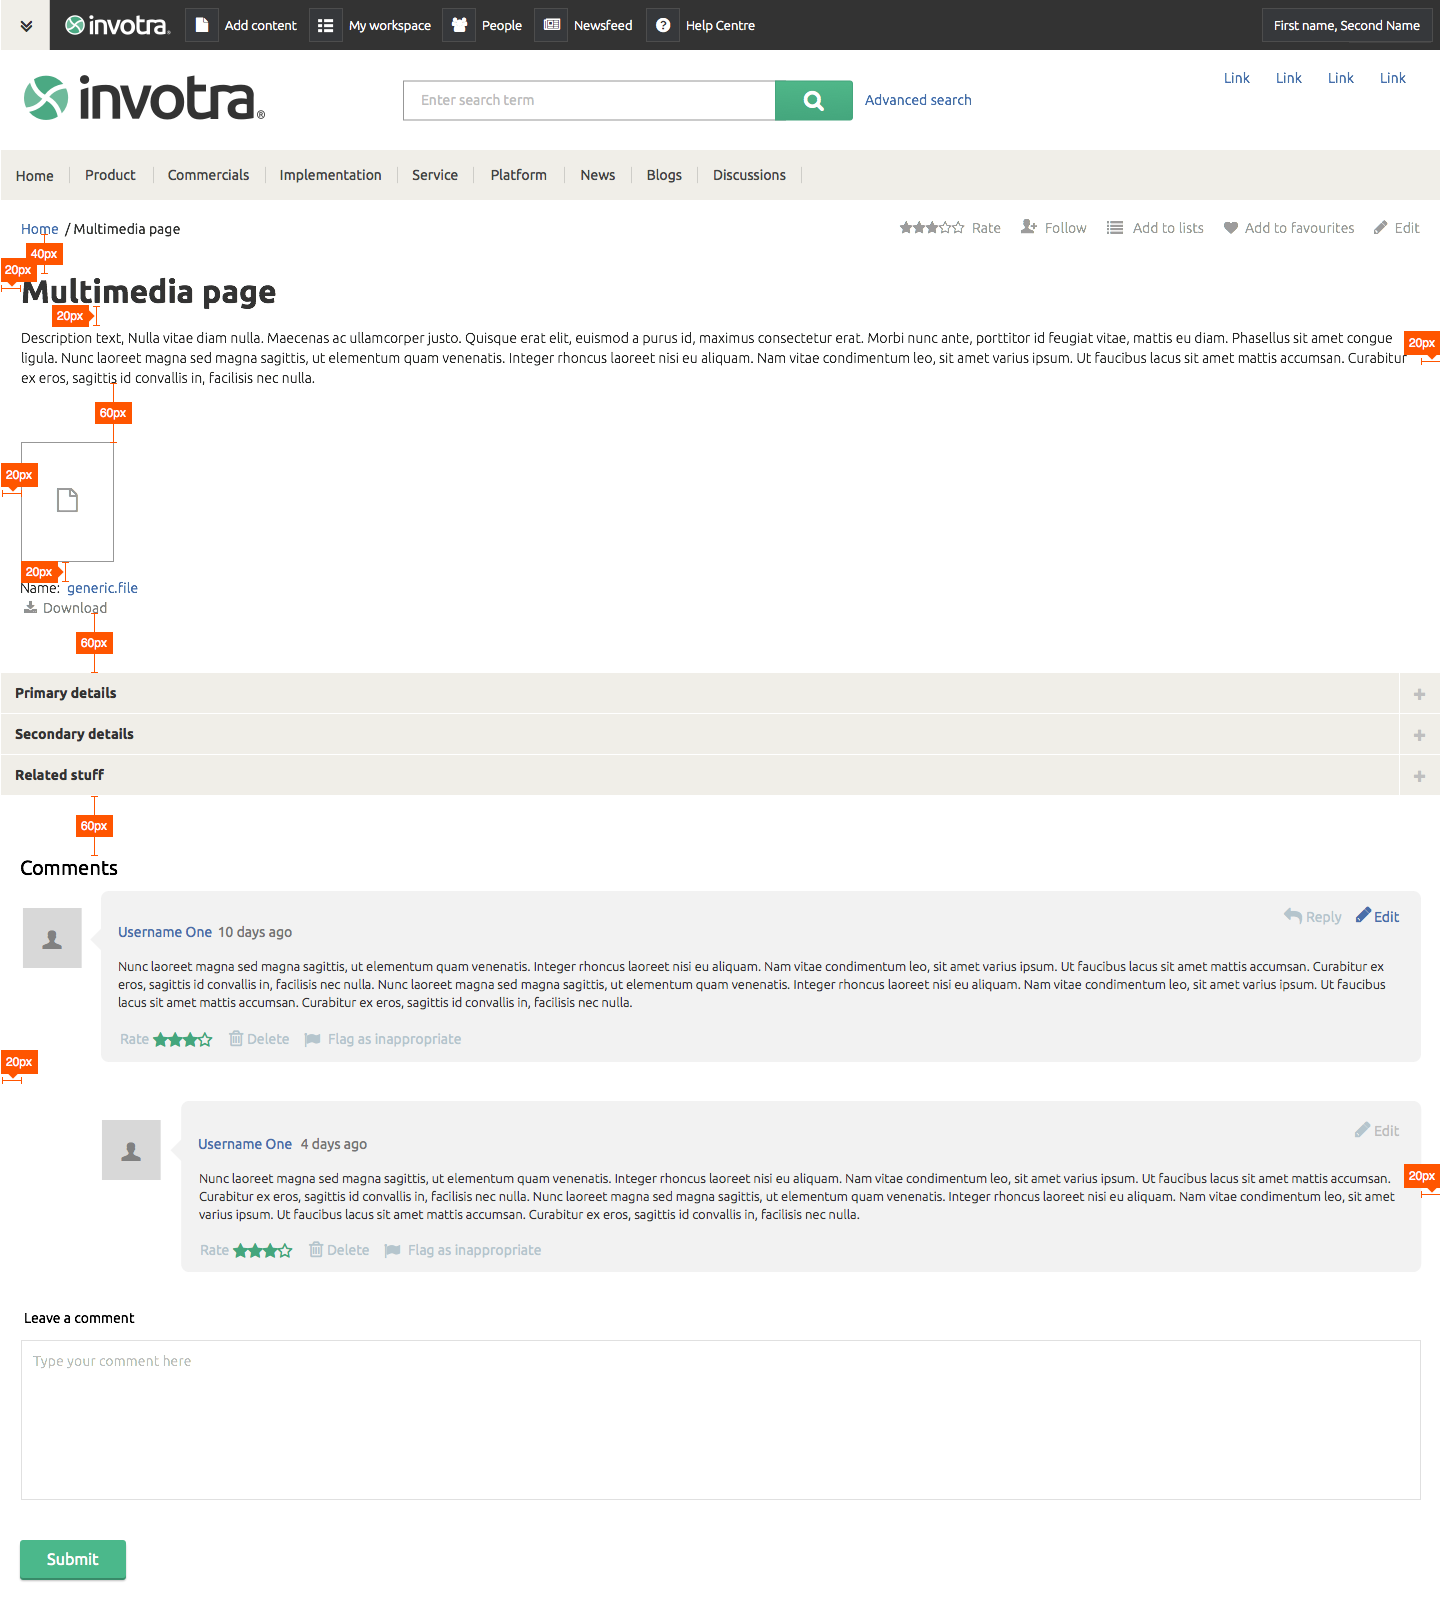 invotra.
Add content
My workspace
People
Newsfeed
Help Centre
First name, Second Name
invotra®
Enter search term
Advanced search
Link Link Link Link
Home Product Commercials Implementation Service Platform News Blogs Discussions
Home / Multimedia page
Rate Follow Add to lists Add to favourites Edit
40px
20px
Multimedia page
20px
Description text, Nulla vitae diam nulla. Maecenas ac ullamcorper justo. Quisque erat elit, euismod a purus id, maximus consectetur erat. Morbi nunc ante, porttitor id feugiat vitae, mattis eu diam. Phasellus sit amet congue
ligula. Nunc laoreet magna sed magna sagittis, ut elementum quam venenatis. Integer rhoncus laoreet nisi eu aliquam. Nam vitae condimentum leo, sit amet varius ipsum. Ut faucibus lacus sit amet mattis accumsan. Curabitur
ex eros, sagittis id convallis in, facilisis nec nulla.
20px
60px
20px
20px
Name: generic.file
Download
60px
Primary details
Secondary details
Related stuff
60px
Comments
Reply Edit
Username One 10 days ago
Nunc laoreet magna sed magna sagittis, ut elementum quam venenatis. Integer rhoncus laoreet nisi eu aliquam. Nam vitae condimentum leo, sit amet varius ipsum. Ut faucibus lacus sit amet mattis accumsan. Curabitur ex
eros, sagittis id convallis in, facilisis nec nulla. Nunc laoreet magna sed magna sagittis, ut elementum quam venenatis. Integer rhoncus laoreet nisi eu aliquam. Nam vitae condimentum leo, sit amet varius ipsum. Ut faucibus
lacus sit amet mattis accumsan. Curabitur ex eros, sagittis id convallis in, facilisis nec nulla.
Rate Delete Flag as inappropriate
20px
Edit
Username One 4 days ago
Nunc laoreet magna sed magna sagittis, ut elementum quam venenatis. Integer rhoncus laoreet nisi eu aliquam. Nam vitae condimentum leo, sit amet varius ipsum. Ut faucibus lacus sit amet mattis accumsan.
Curabitur ex eros, sagittis id convallis in, facilisis nec nulla. Nunc laoreet magna sed magna sagittis, ut elementum quam venenatis. Integer rhoncus laoreet nisi eu aliquam. Nam vitae condimentum leo, sit amet
varius ipsum. Ut faucibus lacus sit amet mattis accumsan. Curabitur ex eros, sagittis id convallis in, facilisis nec nulla.
20px
Rate Delete Flag as inappropriate
Leave a comment
Type your comment here
Submit